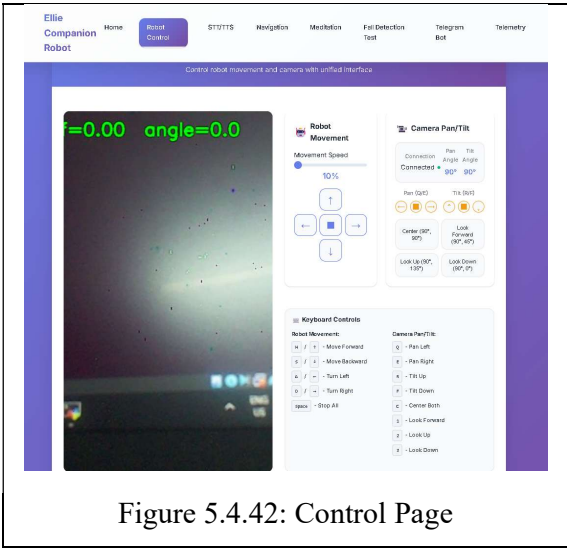 Ellie
Companion
Robot
Home
Robot
Control
STT/TTS
Navigation
Meditation
Fall Detection
Test
Telegram
Bot
Telemetry
Control robot movement and camera with unified interface
=0.00 angle=0.0
ENG
US
Robot
Movement
Movement Speed
10%
↑
← ■ →
↓
Camera Pan/Tilt
Connection
Connected
Pan
Angle
90°
Tilt
Angle
90°
Pan (Q/E)
Tilt (R/F)
Center (90°,
90°)
Look
Forward
(90°, 45°)
Look Up (90°,
135°)
Look Down
(90°, 0°)
Keyboard Controls
Robot Movement:
/ ↑ - Move Forward
S / ↓ - Move Backward
/ ← - Turn Left
D / → - Turn Right
Space - Stop All
Camera Pan/Tilt:
Q - Pan Left
E - Pan Right
- Tilt Up
F - Tilt Down
C - Center Both
1 - Look Forward
2 - Look Up
- Look Down
Figure 5.4.42: Control Page